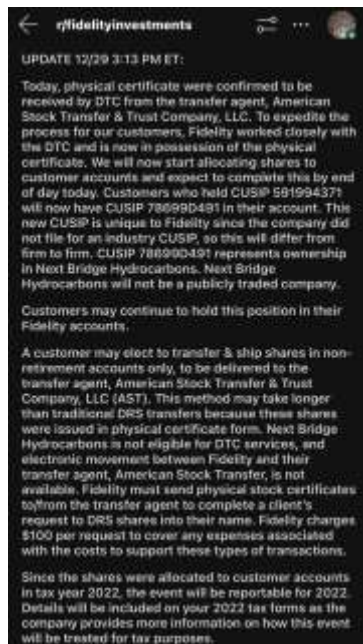 r/fidelityinvestments
UPDATE 12/29 3:13 PM ET:
Today, physical certificate were confirmed to be
received by DTC from the transfer agent, American
Stock Transfer & Trust Company, LLC. To expedite the
process for our customers, Fidelity worked closely with
the DTC and is now in possession of the physical
certificate. We will now start allocating shares to
customer accounts and expect to complete this by end
of day today. Customers who held CUSIP 591994371
will now have CUSIP 78699D491 in their account. This
new CUSIP is unique to Fidelity since the company did
not file for an industry CUSIP, so this will differ from
firm to firm. CUSIP 78699D491 represents ownership
in Next Bridge Hydrocarbons. Next Bridge
Hydrocarbons will not be a publicly traded company.
Customers may continue to hold this position in their
Fidelity accounts.
A customer may elect to transfer & ship shares in non-
retirement accounts only, to be delivered to the
transfer agent, American Stock Transfer & Trust
Company, LLC (AST). This method may take longer
than traditional DRS transfers because these shares
were issued in physical certificate form. Next Bridge
Hydrocarbons is not eligible for DTC services, and
electronic movement between Fidelity and their
transfer agent, American Stock Transfer, is not
available. Fidelity must send physical stock certificates
to/from the transfer agent to complete a client's
request to DRS shares into their name. Fidelity charges
$100 per request to cover any expenses associated
with the costs to support these types of transactions.
Since the shares were allocated to customer accounts
in tax year 2022, the event will be reportable for 2022.
Details will be included on your 2022 tax forms as the
company provides more information on how this event
will be treated for tax purposes.